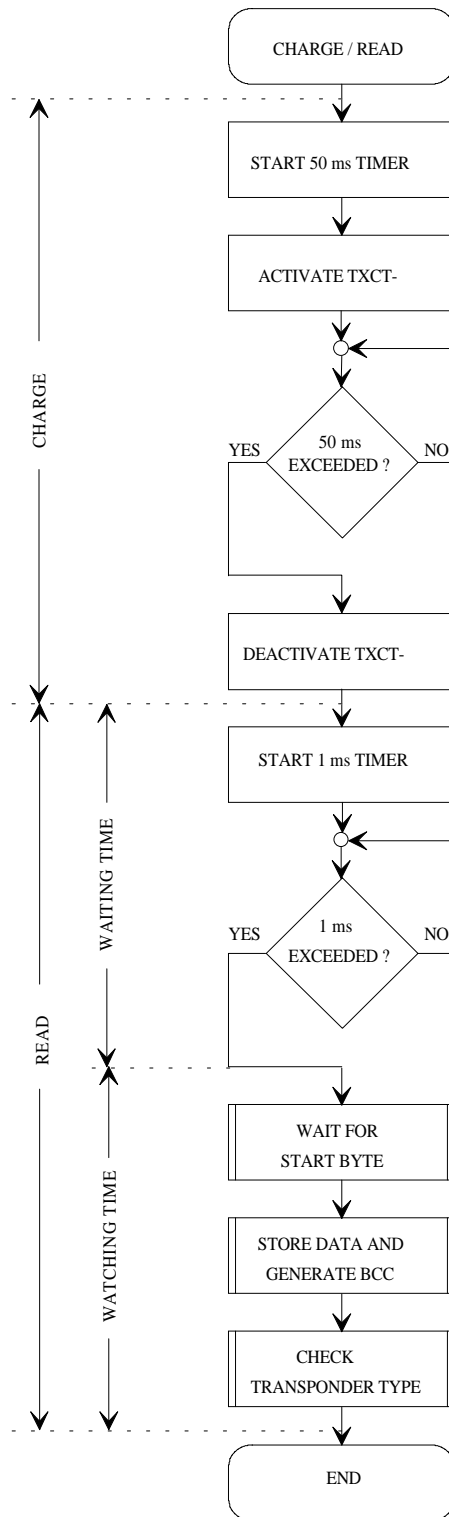 CHARGE / READ
START 50 ms TIMER
ACTIVATE TXCT-
50 ms
EXCEEDED ?
YES
NO
DEACTIVATE TXCT-
CHARGE
START 1 ms TIMER
1 ms
EXCEEDED ?
YES
NO
WAITING TIME
READ
WAIT FOR
START BYTE
STORE DATA AND
GENERATE BCC
CHECK
TRANSPONDER TYPE
WATCHING TIME
END